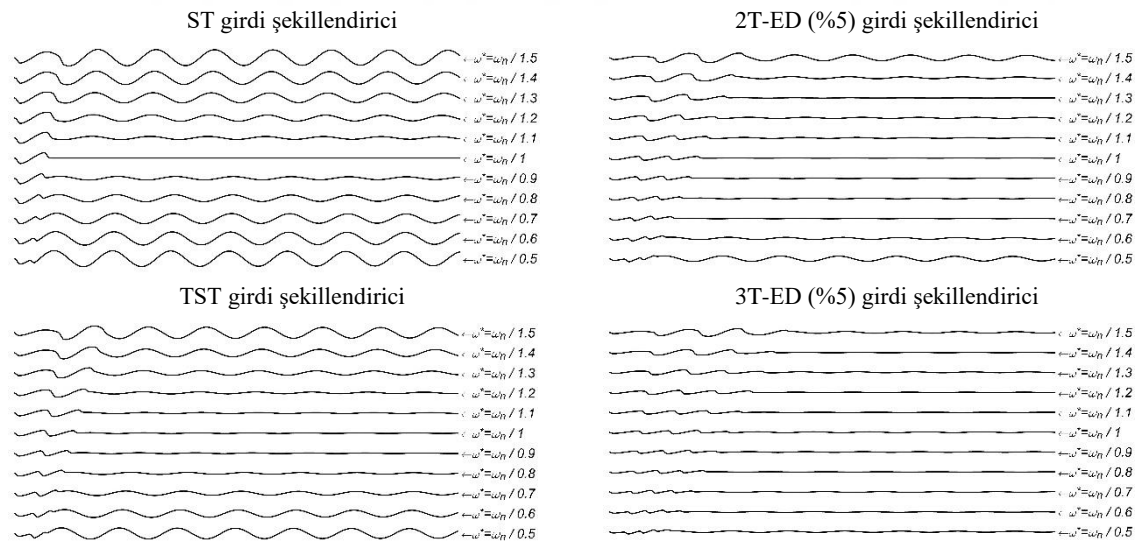 ST girdi şekillendirici
←ω*=ωn / 1.5
←ω*=ωn / 1.4
←ω*=ωn / 1.3
←ω*=ωn / 1.2
←ω*=ωn / 1.1
←ω*=ωn / 1
←ω*=ωn / 0.9
←ω*=ωn / 0.8
←ω*=ωn / 0.7
←ω*=ωn / 0.6
←ω*=ωn / 0.5
2T-ED (%5) girdi şekillendirici
←ω*=ωn / 1.5
←ω*=ωn / 1.4
←ω*=ωn / 1.3
←ω*=ωn / 1.2
←ω*=ωn / 1.1
←ω*=ωn / 1
←ω*=ωn / 0.9
←ω*=ωn / 0.8
←ω*=ωn / 0.7
←ω*=ωn / 0.6
←ω*=ωn / 0.5
TST girdi şekillendirici
←ω*=ωn / 1.5
←ω*=ωn / 1.4
←ω*=ωn / 1.3
←ω*=ωn / 1.2
←ω*=ωn / 1.1
←ω*=ωn / 1
←ω*=ωn / 0.9
←ω*=ωn / 0.8
←ω*=ωn / 0.7
←ω*=ωn / 0.6
←ω*=ωn / 0.5
3T-ED (%5) girdi şekillendirici
←ω*=ωn / 1.5
←ω*=ωn / 1.4
←ω*=ωn / 1.3
←ω*=ωn / 1.2
←ω*=ωn / 1.1
←ω*=ωn / 1
←ω*=ωn / 0.9
←ω*=ωn / 0.8
←ω*=ωn / 0.7
←ω*=ωn / 0.6
←ω*=ωn / 0.5